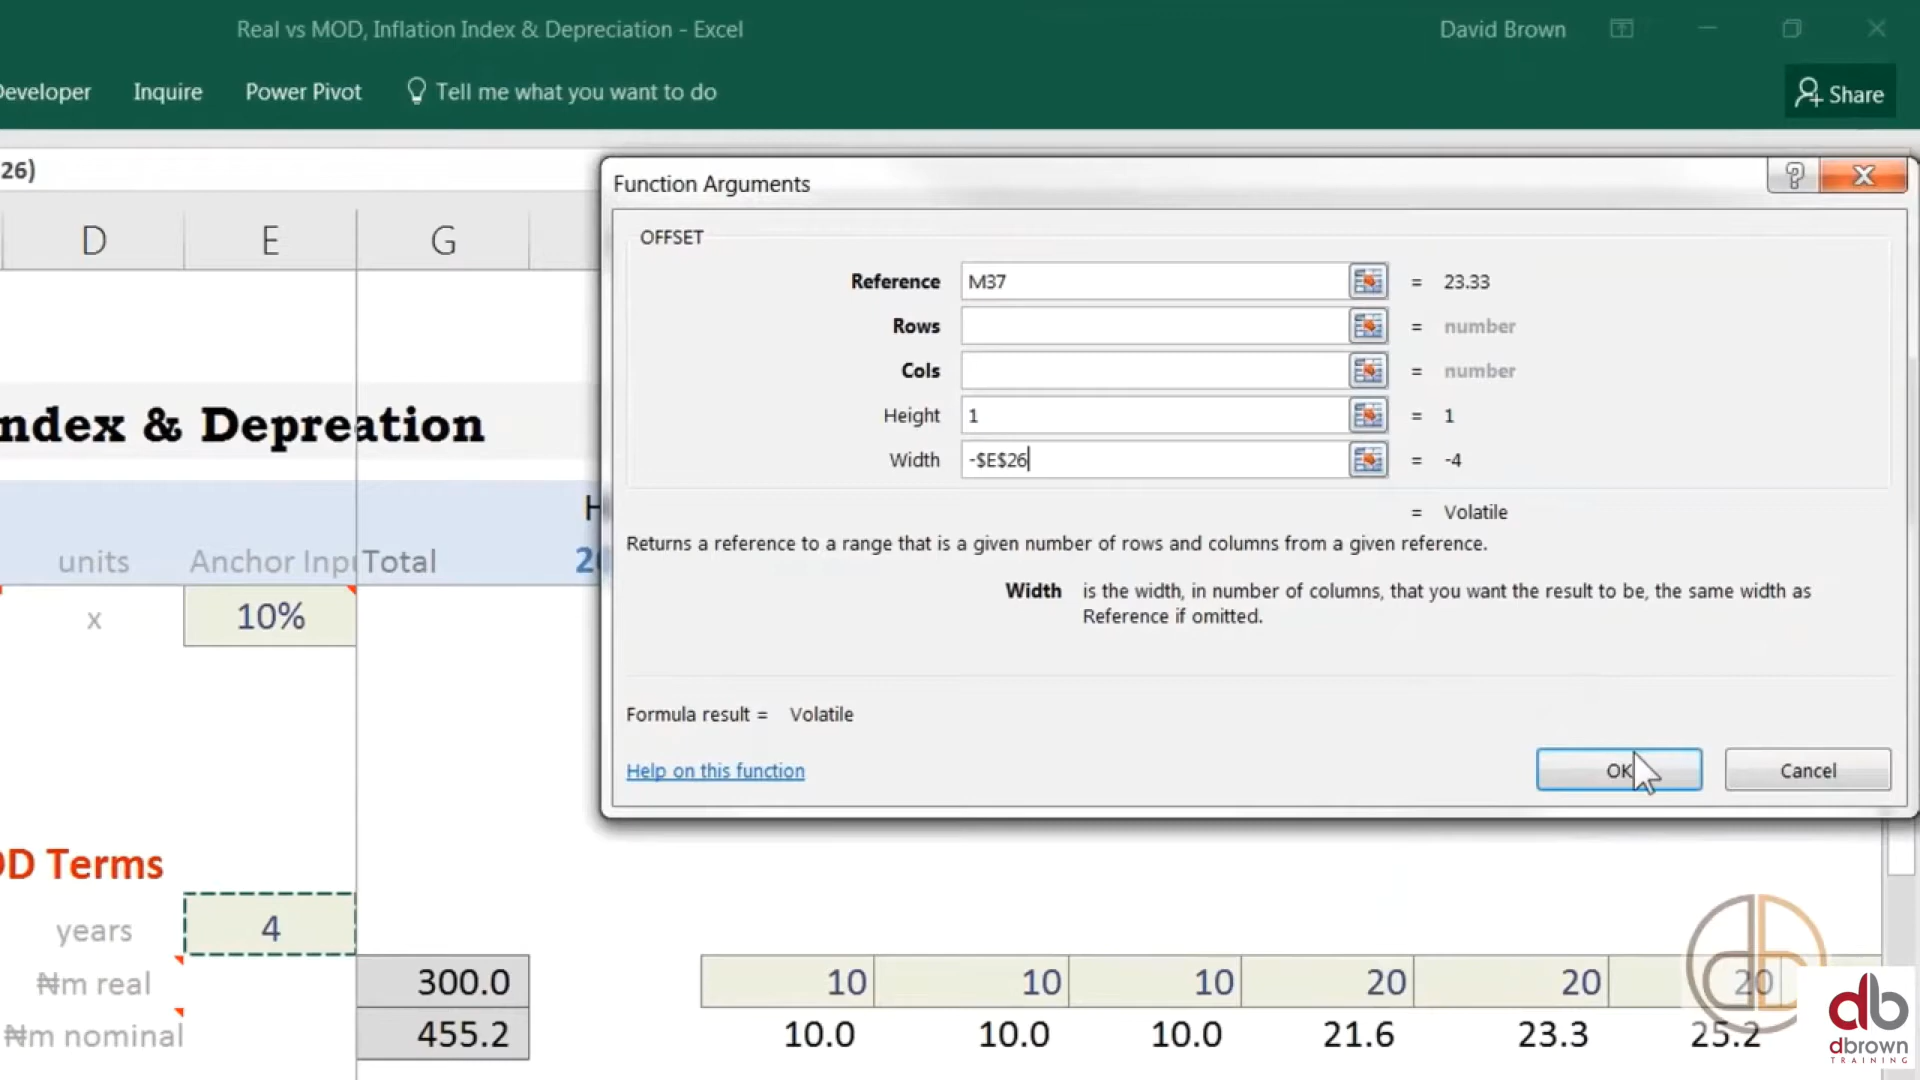 Real vs MOD, Inflation Index & Depreciation - Excel
David Brown
Developer Inquire Power Pivot Tell me what you want to do
Share
26)
Function Arguments
D E G
OFFSET
Reference M37 = 23.33
Rows = number
Cols = number
Height 1 = 1
Width -$E$26 = -4
= Volatile
Returns a reference to a range that is a given number of rows and columns from a given reference.
Width is the width, in number of columns, that you want the result to be, the same width as
Reference if omitted.
Formula result = Volatile
Help on this function
OK Cancel
ndex & Depreation
H
units Anchor Inpu Total 20
x 10%
OD Terms
years 4
₦m real 300.0 10 10 10 20 20 20
₦m nominal 455.2 10.0 10.0 10.0 21.6 23.3 25.2
db
db
dbrown
TRAINING